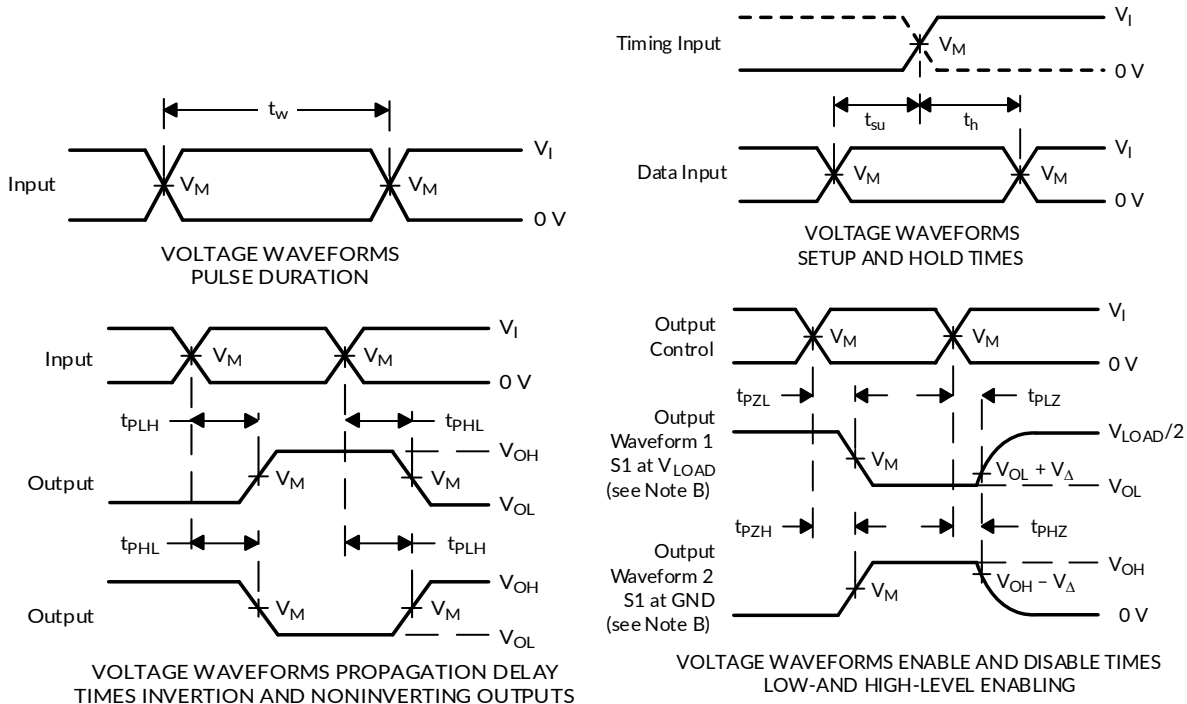 t_w
Input
V_I
V_M
V_M
0 V
VOLTAGE WAVEFORMS
PULSE DURATION
Timing Input
V_I
V_M
0 V
t_su
t_h
Data Input
V_I
V_M
V_M
0 V
VOLTAGE WAVEFORMS
SETUP AND HOLD TIMES
Input
V_I
V_M
V_M
0 V
t_PLH
t_PHL
Output
V_OH
V_M
V_M
V_OL
t_PHL
t_PLH
Output
V_OH
V_M
V_M
V_OL
VOLTAGE WAVEFORMS PROPAGATION DELAY
TIMES INVERTION AND NONINVERTING OUTPUTS
Output
Control
V_I
V_M
V_M
0 V
t_PZL
t_PLZ
Output
Waveform 1
S1 at V_LOAD
(see Note B)
V_LOAD/2
V_M
V_OL + V_Δ
V_OL
t_PZH
t_PHZ
Output
Waveform 2
S1 at GND
(see Note B)
V_OH
V_M
V_OH − V_Δ
0 V
VOLTAGE WAVEFORMS ENABLE AND DISABLE TIMES
LOW-AND HIGH-LEVEL ENABLING